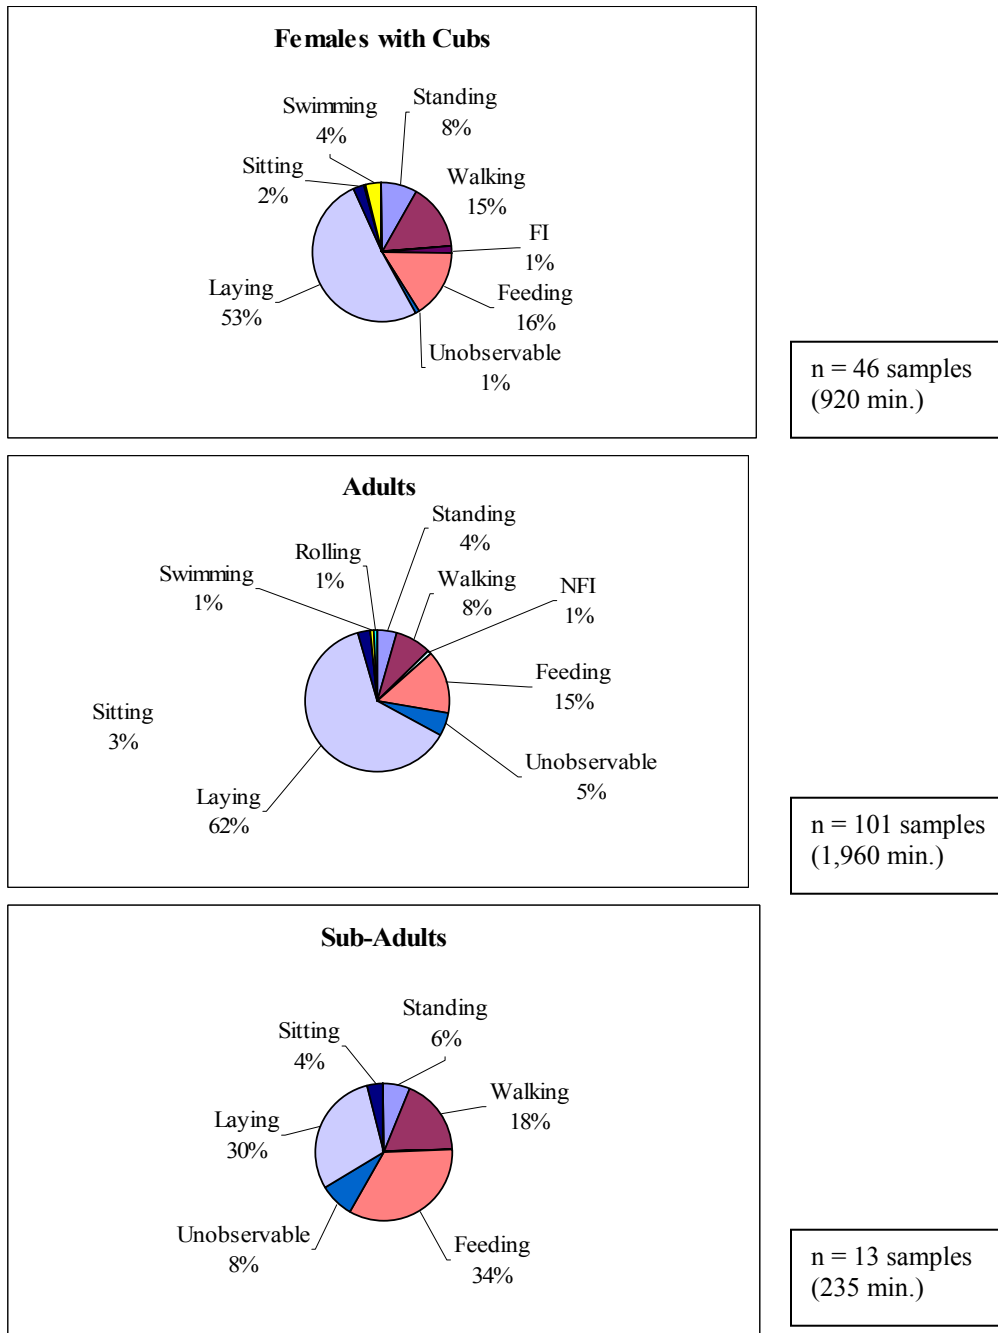 Females with Cubs
Swimming
4%
Standing
8%
Sitting
2%
Walking
15%
FI
1%
Laying
53%
Feeding
16%
Unobservable
1%
n = 46 samples
(920 min.)
Adults
Standing
4%
Rolling
1%
Swimming
1%
Walking
8%
NFI
1%
Feeding
15%
Sitting
3%
Unobservable
5%
Laying
62%
n = 101 samples
(1,960 min.)
Sub-Adults
Standing
6%
Sitting
4%
Walking
18%
Laying
30%
Unobservable
8%
Feeding
34%
n = 13 samples
(235 min.)